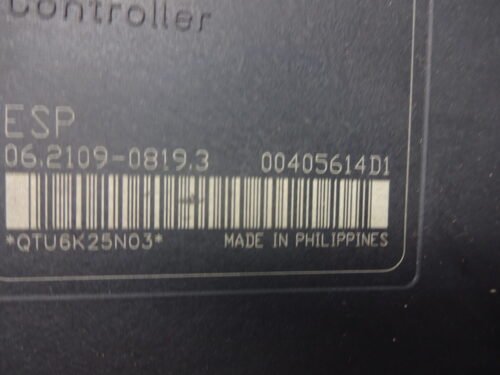 Controller
ESP
06.2109-0819.3 00405614D1
*QTU6K25N03* MADE IN PHILIPPINES